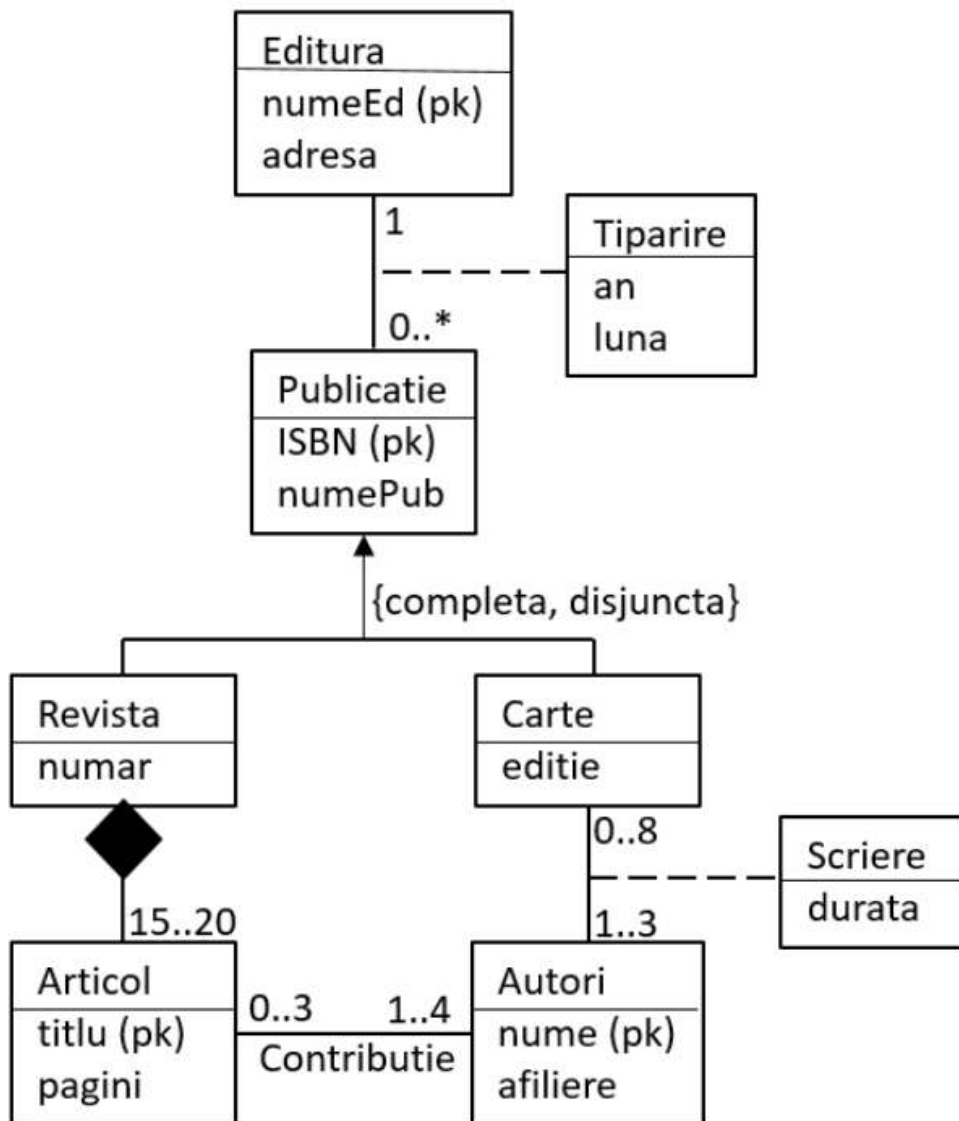 Editura
numeEd (pk)
adresa
1
Tiparire
an
luna
0..*
Publicatie
ISBN (pk)
numePub
{completa, disjuncta}
Revista
numar
Carte
editie
0..8
Scriere
durata
15..20
1..3
Articol
titlu (pk)
pagini
0..3
1..4
Contributie
Autori
nume (pk)
afiliere